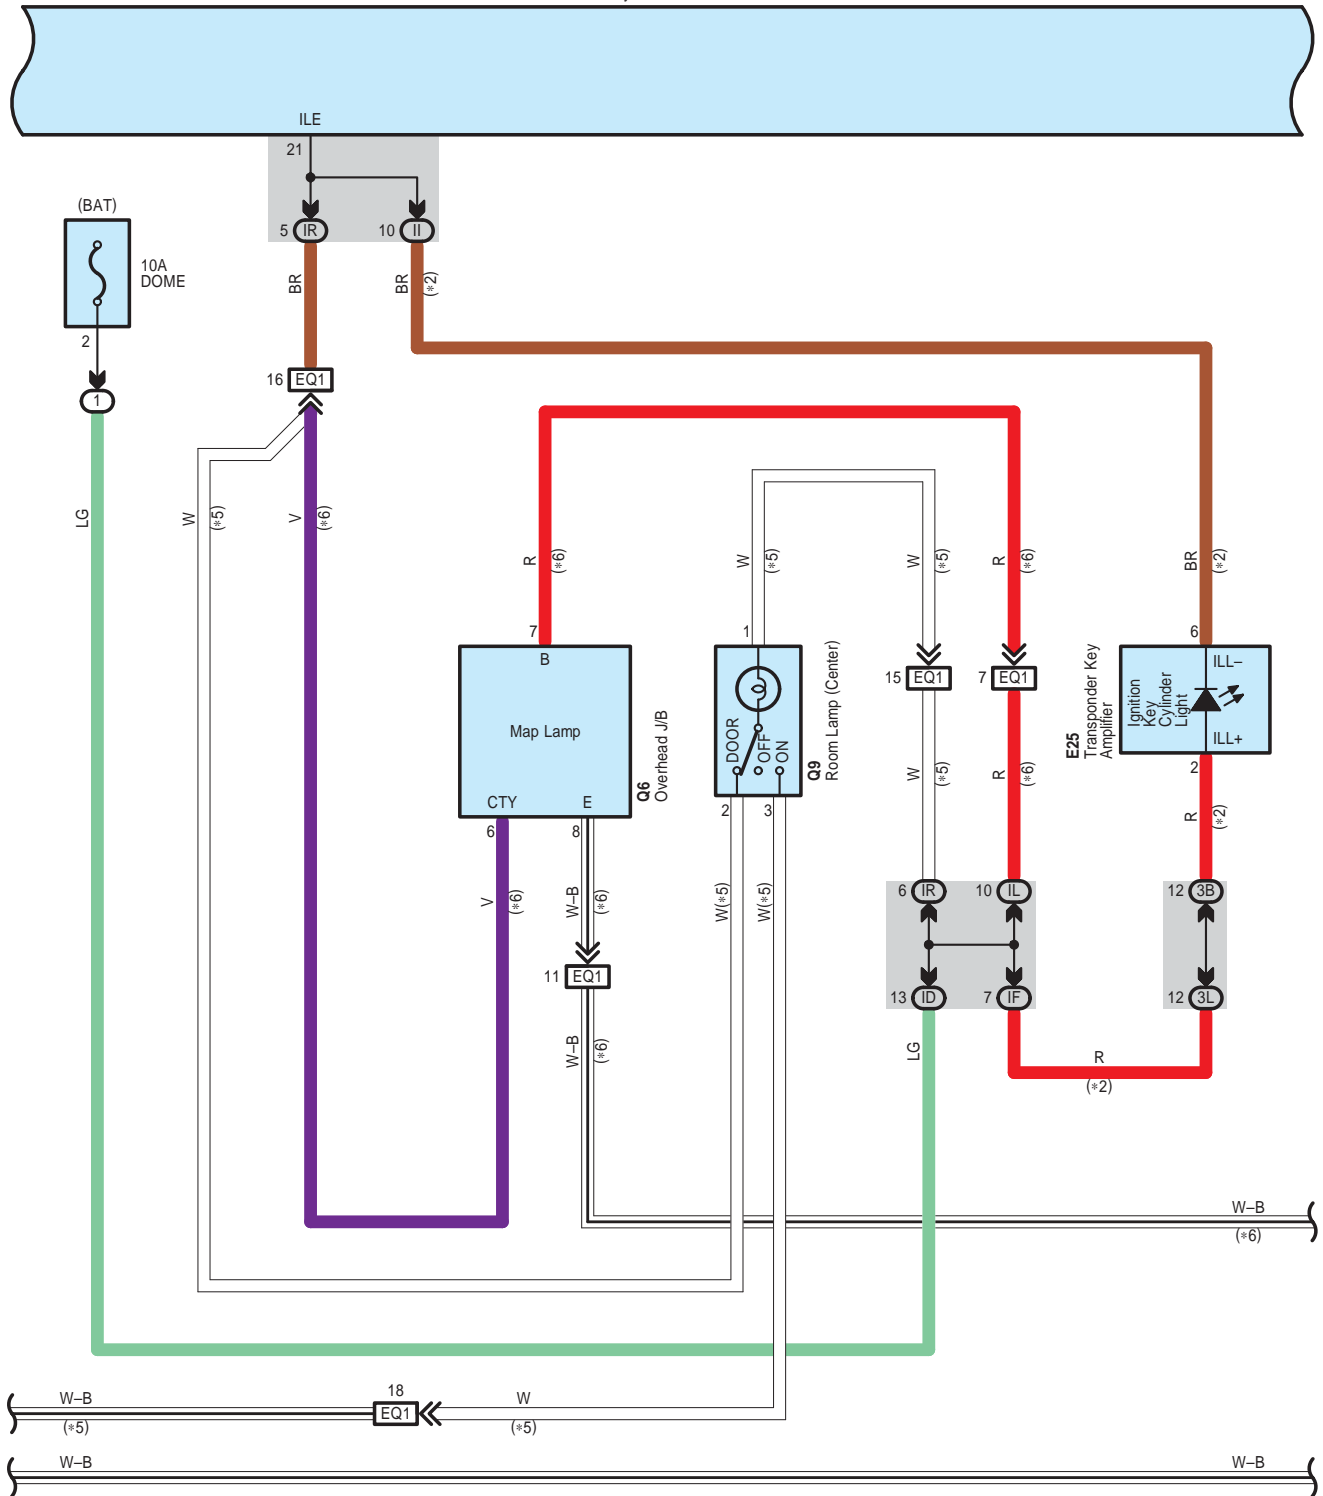 ILE
21
(BAT)
5 IR
10 II
10A
DOME
BR
BR
(*2)
2
16 EQ1
1
LG
W
(*5)
V
(*6)
R
(*6)
W
(*5)
W
(*5)
R
(*6)
BR
(*2)
7
B
1
6
Map Lamp
Q6
Overhead J/B
CTY
E
DOOR
OFF
ON
Q9
Room Lamp (Center)
15 EQ1
7 EQ1
E25
Transponder Key
Amplifier
Ignition
Key
Cylinder
Light
ILL–
ILL+
6
8
2
3
2
W
(*5)
R
(*6)
R
(*2)
V
(*6)
W–B
(*6)
W(*5)
W(*5)
6 IR
10 IL
12 3B
11 EQ1
13 ID
7 IF
12 3L
W–B
(*6)
LG
R
(*2)
W–B
(*6)
W–B
(*5)
18
EQ1
W
(*5)
W–B
W–B